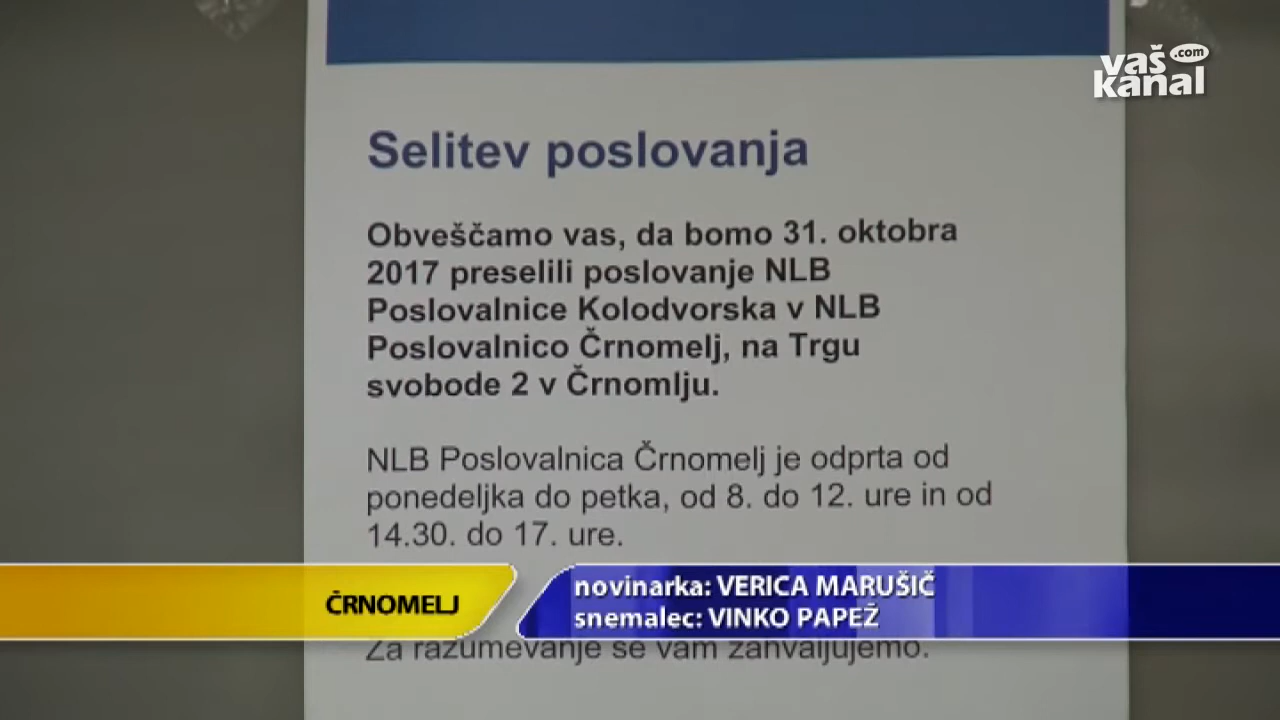 vaš .com
kanal
Selitev poslovanja
Obveščamo vas, da bomo 31. oktobra
2017 preselili poslovanje NLB
Poslovalnice Kolodvorska v NLB
Poslovalnico Črnomelj, na Trgu
svobode 2 v Črnomlju.
NLB Poslovalnica Črnomelj je odprta od
ponedeljka do petka, od 8. do 12. ure in od
14.30. do 17. ure.
ČRNOMELJ
novinarka: VERICA MARUŠIČ
snemalec: VINKO PAPEŽ
Za razumevanje se vam zahvaljujemo.